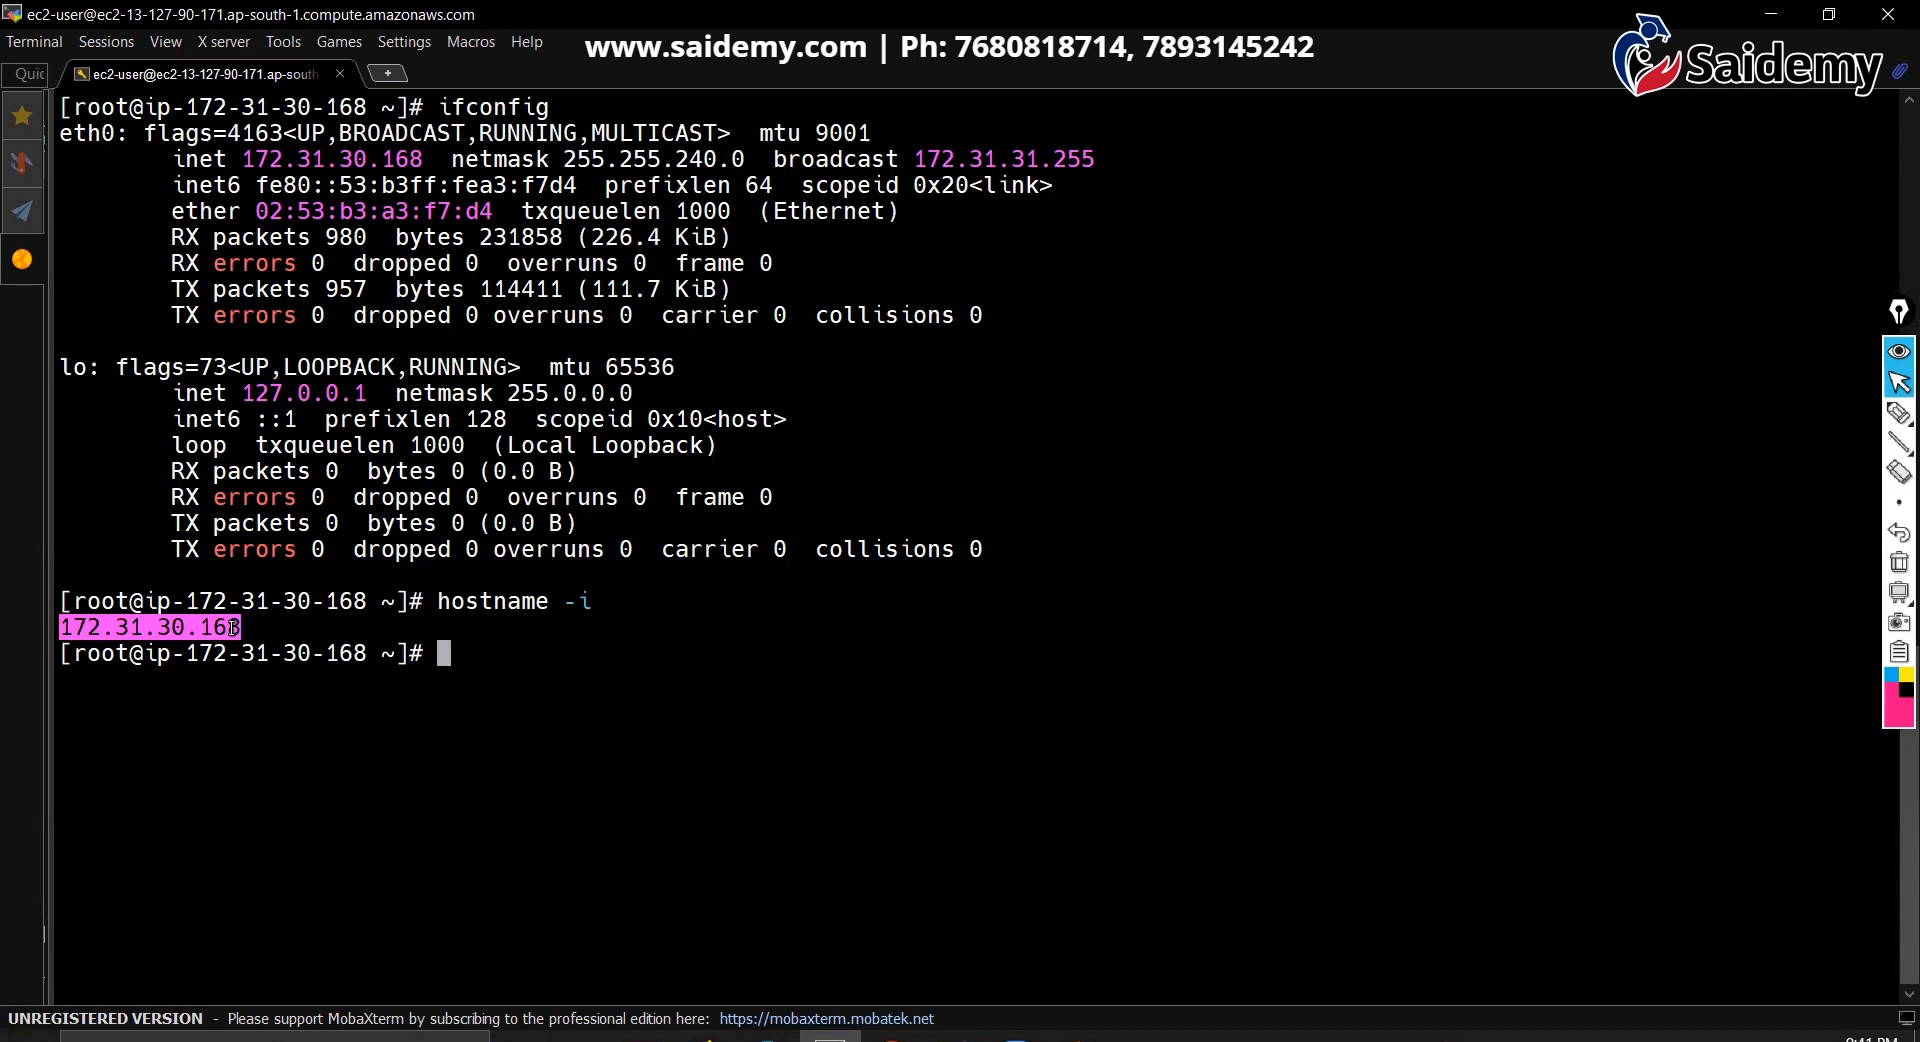 ec2-user@ec2-13-127-90-171.ap-south-1.compute.amazonaws.com
Terminal Sessions View X server Tools Games Settings Macros Help
www.saidemy.com | Ph: 7680818714, 7893145242
Saidemy
Quic
ec2-user@ec2-13-127-90-171.ap-south-
[root@ip-172-31-30-168 ~]# ifconfig
eth0: flags=4163<UP,BROADCAST,RUNNING,MULTICAST>  mtu 9001
        inet 172.31.30.168  netmask 255.255.240.0  broadcast 172.31.31.255
        inet6 fe80::53:b3ff:fea3:f7d4  prefixlen 64  scopeid 0x20<link>
        ether 02:53:b3:a3:f7:d4  txqueuelen 1000  (Ethernet)
        RX packets 980  bytes 231858 (226.4 KiB)
        RX errors 0  dropped 0  overruns 0  frame 0
        TX packets 957  bytes 114411 (111.7 KiB)
        TX errors 0  dropped 0 overruns 0  carrier 0  collisions 0
lo: flags=73<UP,LOOPBACK,RUNNING>  mtu 65536
        inet 127.0.0.1  netmask 255.0.0.0
        inet6 ::1  prefixlen 128  scopeid 0x10<host>
        loop  txqueuelen 1000  (Local Loopback)
        RX packets 0  bytes 0 (0.0 B)
        RX errors 0  dropped 0  overruns 0  frame 0
        TX packets 0  bytes 0 (0.0 B)
        TX errors 0  dropped 0 overruns 0  carrier 0  collisions 0
[root@ip-172-31-30-168 ~]# hostname -i
172.31.30.168
[root@ip-172-31-30-168 ~]#
UNREGISTERED VERSION - Please support MobaXterm by subscribing to the professional edition here: https://mobaxterm.mobatek.net